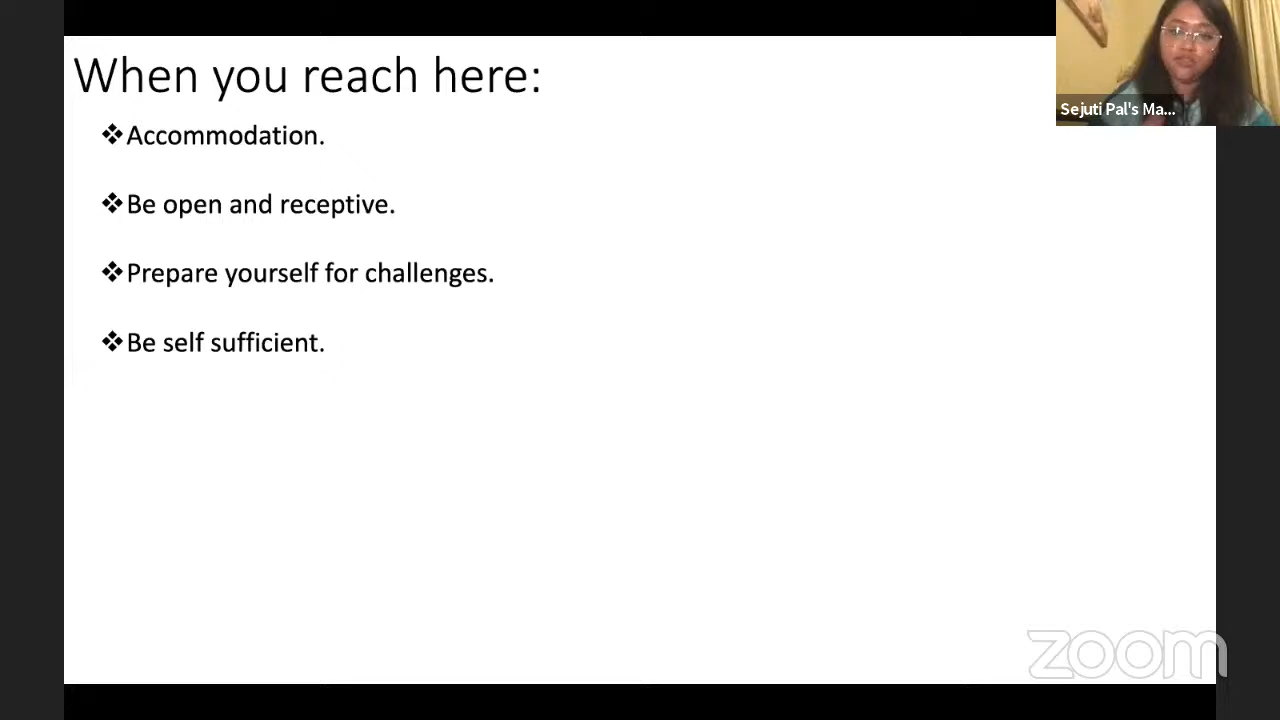 When you reach here:
❖Accommodation.
❖Be open and receptive.
❖Prepare yourself for challenges.
❖Be self sufficient.
Sejuti Pal's Ma...
zoom